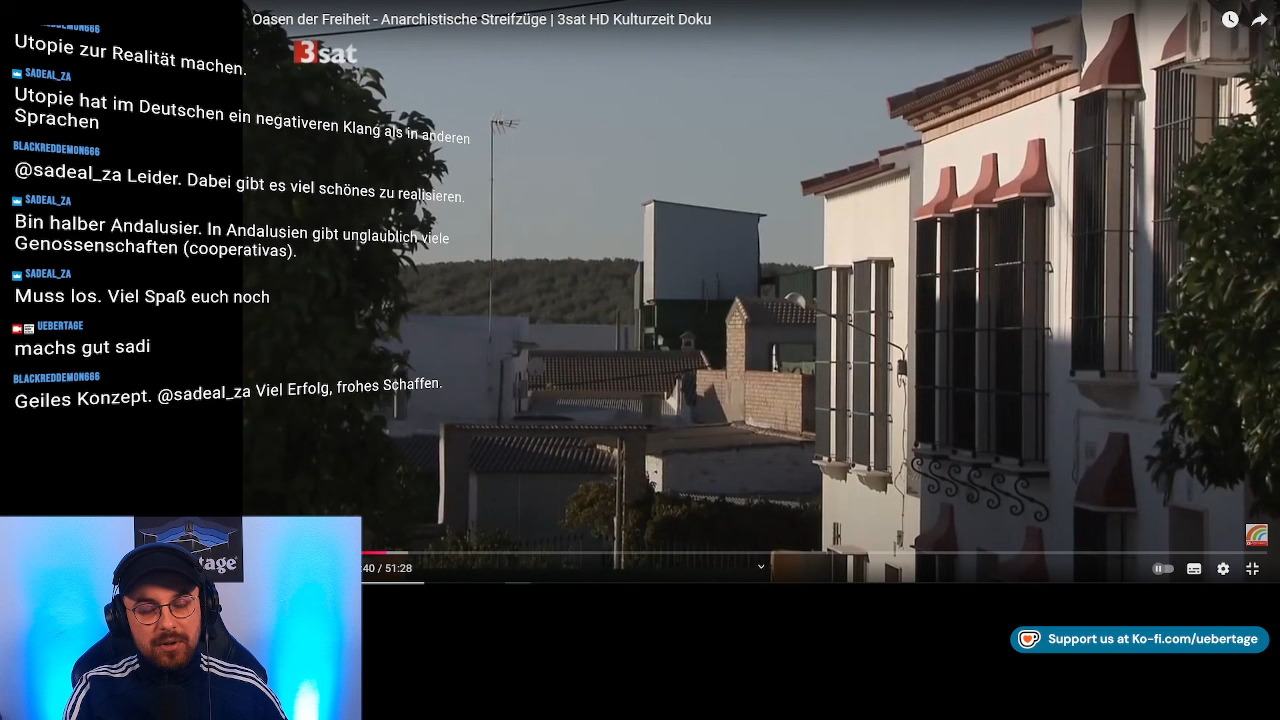 Oasen der Freiheit - Anarchistische Streifzüge | 3sat HD Kulturzeit Doku
3sat
Utopie zur Realität machen.
SADEAL_ZA
Utopie hat im Deutschen ein negativeren Klang als in anderen
Sprachen
BLACKREDDEMON666
@sadeal_za Leider. Dabei gibt es viel schönes zu realisieren.
SADEAL_ZA
Bin halber Andalusier. In Andalusien gibt unglaublich viele
Genossenschaften (cooperativas).
SADEAL_ZA
Muss los. Viel Spaß euch noch
UEBERTAGE
machs gut sadi
BLACKREDDEMON666
Geiles Konzept. @sadeal_za Viel Erfolg, frohes Schaffen.
:40 / 51:28
tage®
Support us at Ko-fi.com/uebertage